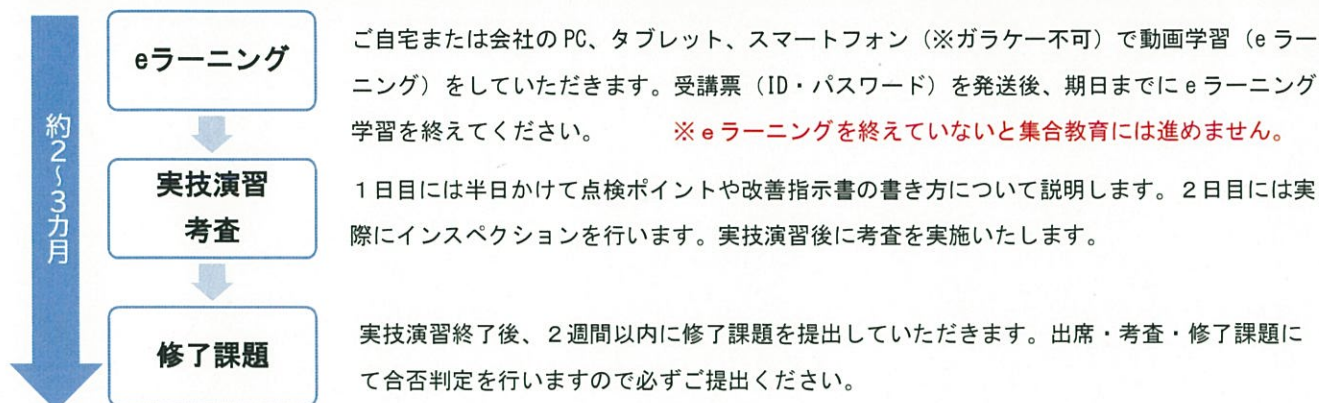 約2~3カ月
eラーニング
ご自宅または会社のPC、タブレット、スマートフォン(※ガラケー不可)で動画学習(eラー
ニング)をしていただきます。受講票(ID・パスワード)を発送後、期日までにeラーニング
学習を終えてください。 ※eラーニングを終えていないと集合教育には進めません。
実技演習
考査
1日目には半日かけて点検ポイントや改善指示書の書き方について説明します。2日目には実
際にインスペクションを行います。実技演習後に考査を実施いたします。
修了課題
実技演習終了後、2週間以内に修了課題を提出していただきます。出席・考査・修了課題に
て合否判定を行いますので必ずご提出ください。